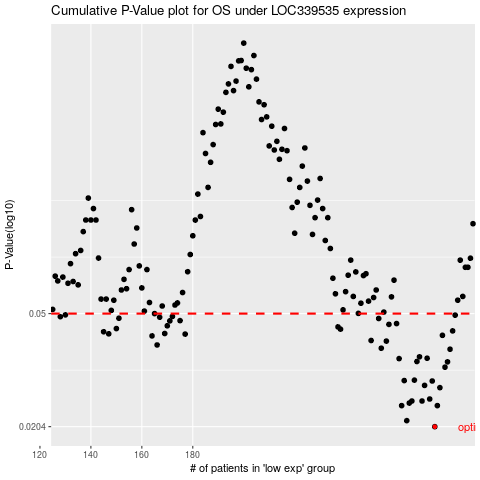 Cumulative P-Value plot for OS under LOC339535 expression
P-Value(log10)
0.05
0.0204
opti
120 140 160 180
# of patients in 'low exp' group